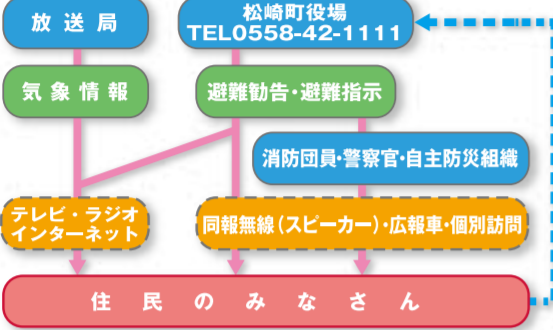 放送局
松崎町役場
TEL0558-42-1111
気象情報
避難勧告・避難指示
消防団員・警察官・自主防災組織
テレビ・ラジオ
インターネット
同報無線(スピーカー)・広報車・個別訪問
住民のみなさん